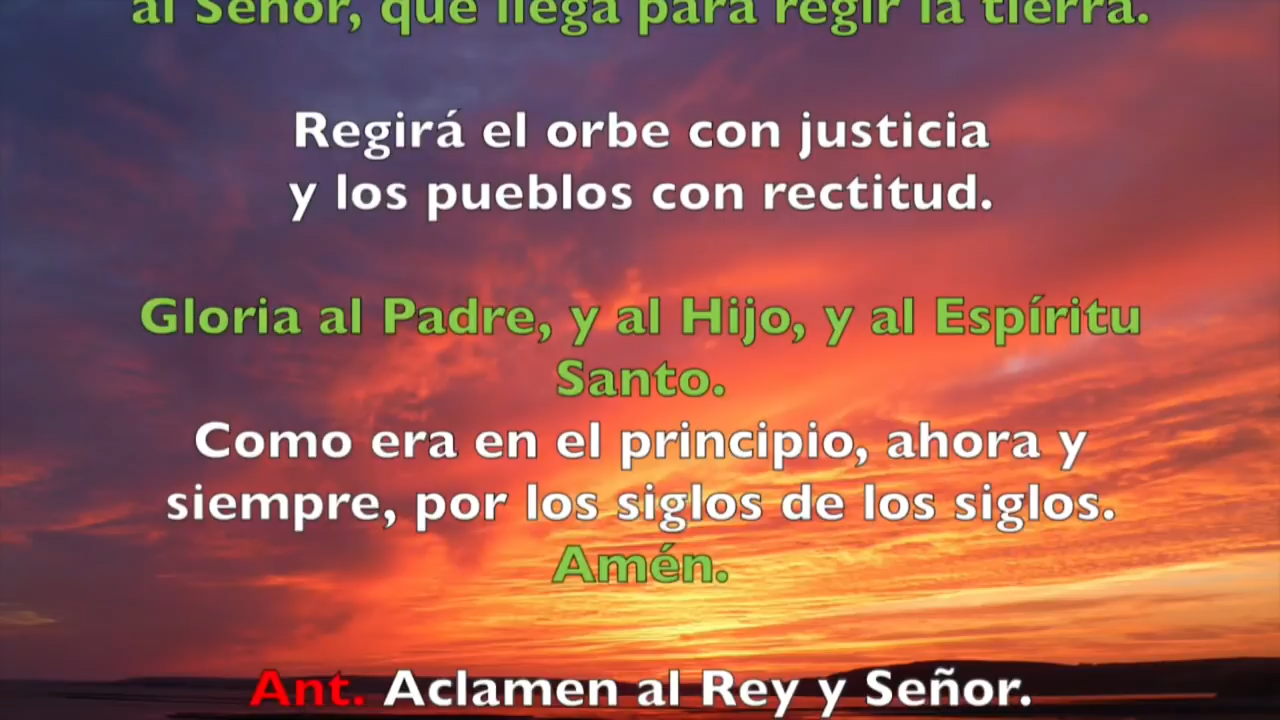 al Señor, que llega para regir la tierra.
Regirá el orbe con justicia
y los pueblos con rectitud.
Gloria al Padre, y al Hijo, y al Espíritu
Santo.
Como era en el principio, ahora y
siempre, por los siglos de los siglos.
Amén.
Ant. Aclamen al Rey y Señor.